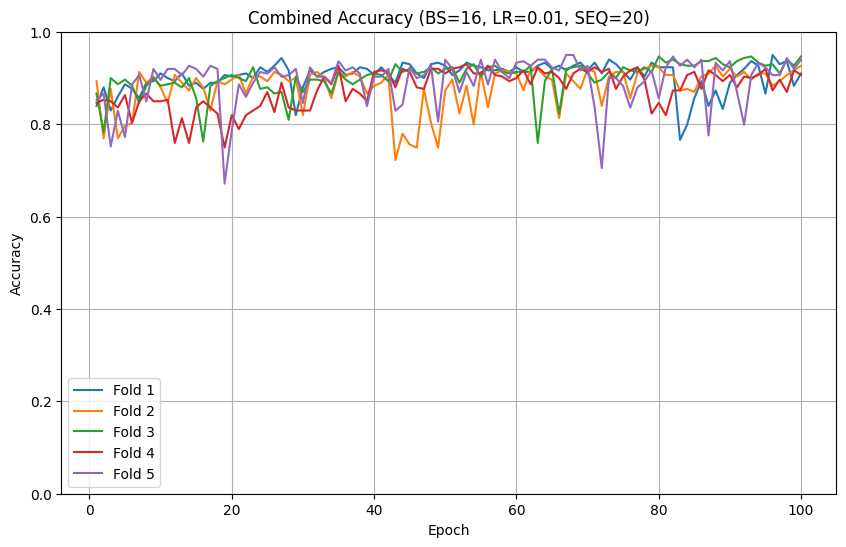 Combined Accuracy (BS=16, LR=0.01, SEQ=20)
1.0
0.8
0.6
0.4
0.2
0.0
Accuracy
Fold 1
Fold 2
Fold 3
Fold 4
Fold 5
0 20 40 60 80 100
Epoch